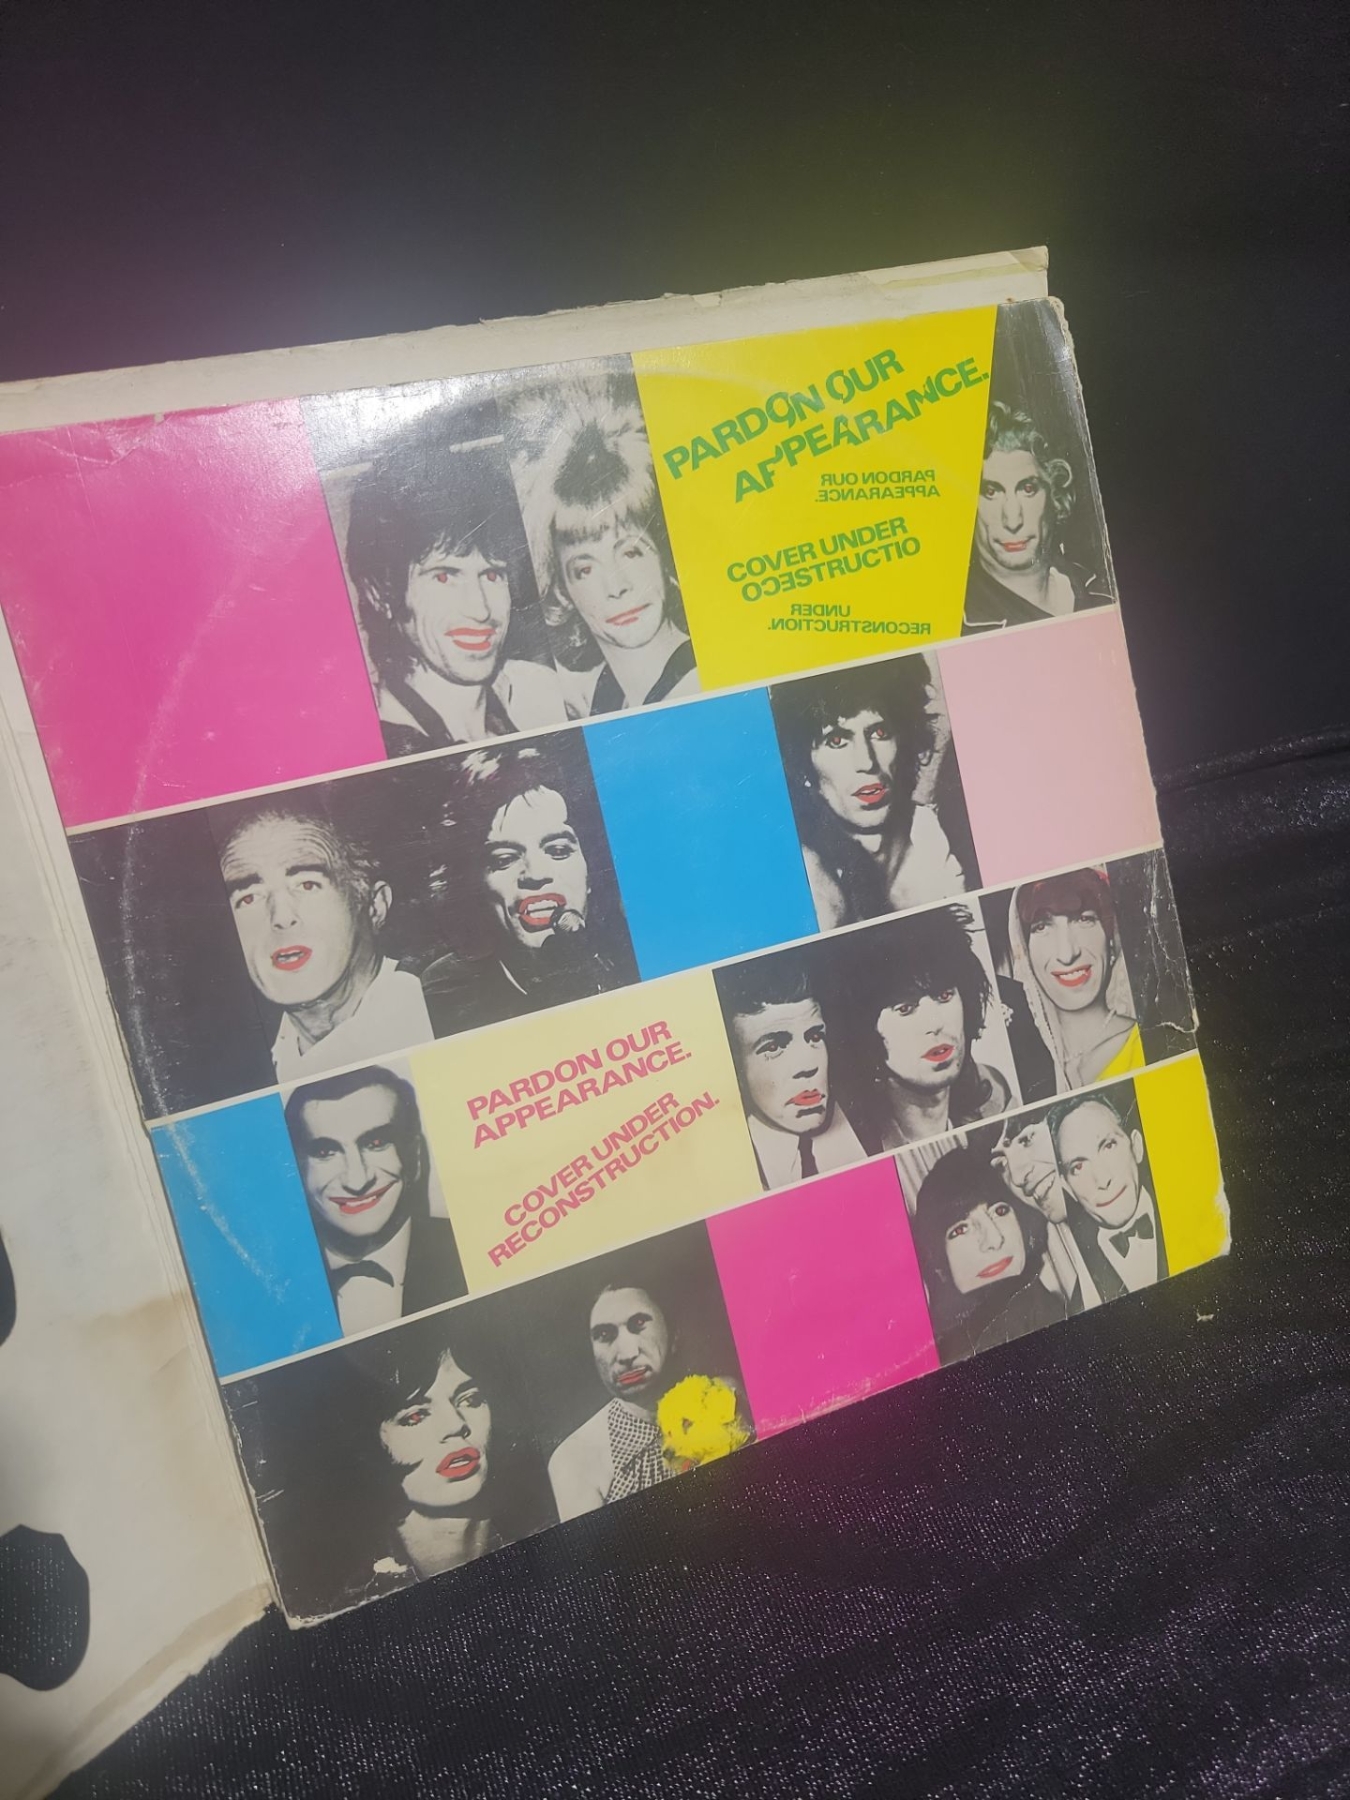 PARDON OUR
APPEARANCE.
PARDON OUR
APPEARANCE.
COVER UNDER
OCESTRUCTIO
UNDER
RECONSTRUCTION.
PARDON OUR
APPEARANCE.
COVER UNDER
RECONSTRUCTION.